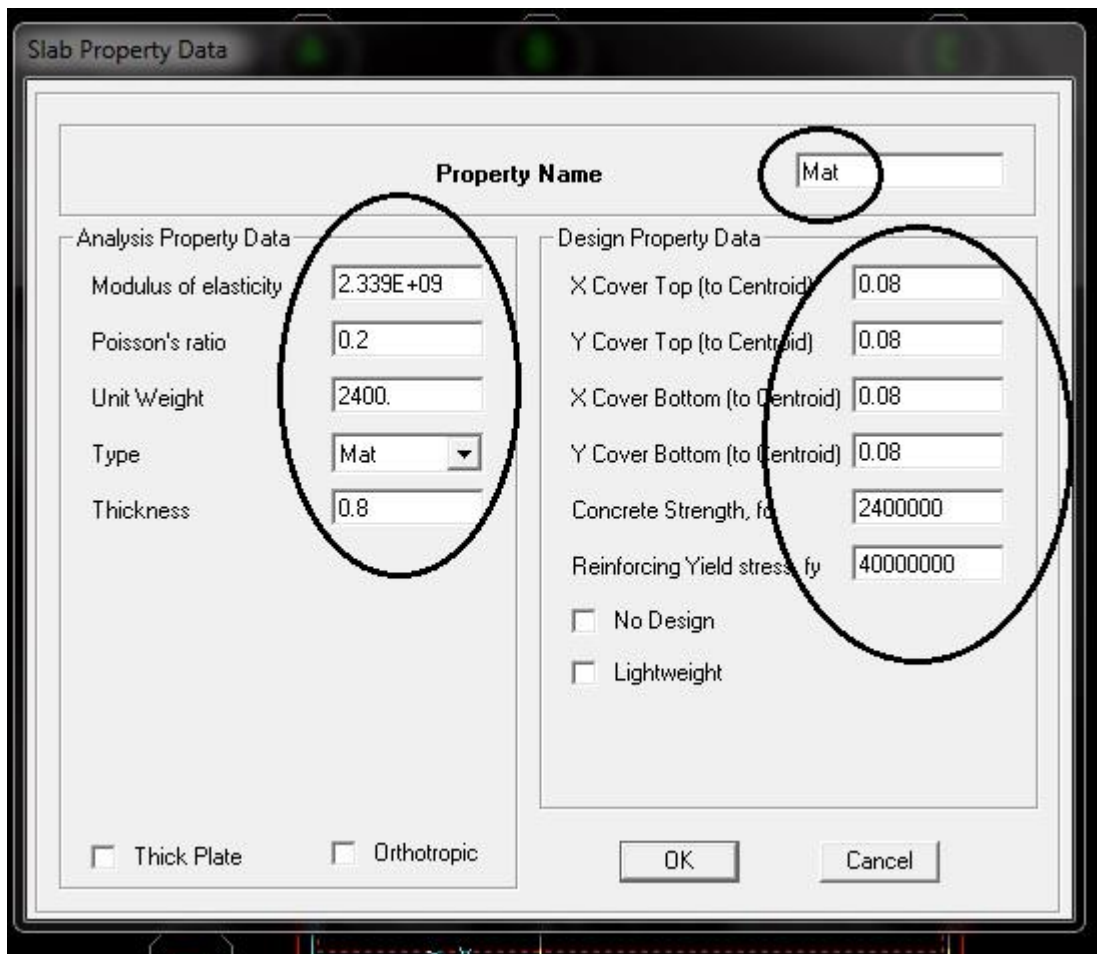 Slab Property Data
A B C
Property Name Mat
Analysis Property Data
Modulus of elasticity 2.339E+09
Poisson's ratio 0.2
Unit Weight 2400.
Type Mat
Thickness 0.8
Thick Plate Orthotropic
Design Property Data
X Cover Top (to Centroid) 0.08
Y Cover Top (to Centroid) 0.08
X Cover Bottom (to Centroid) 0.08
Y Cover Bottom (to Centroid) 0.08
Concrete Strength, fc 2400000
Reinforcing Yield stress, fy 40000000
No Design
Lightweight
OK Cancel